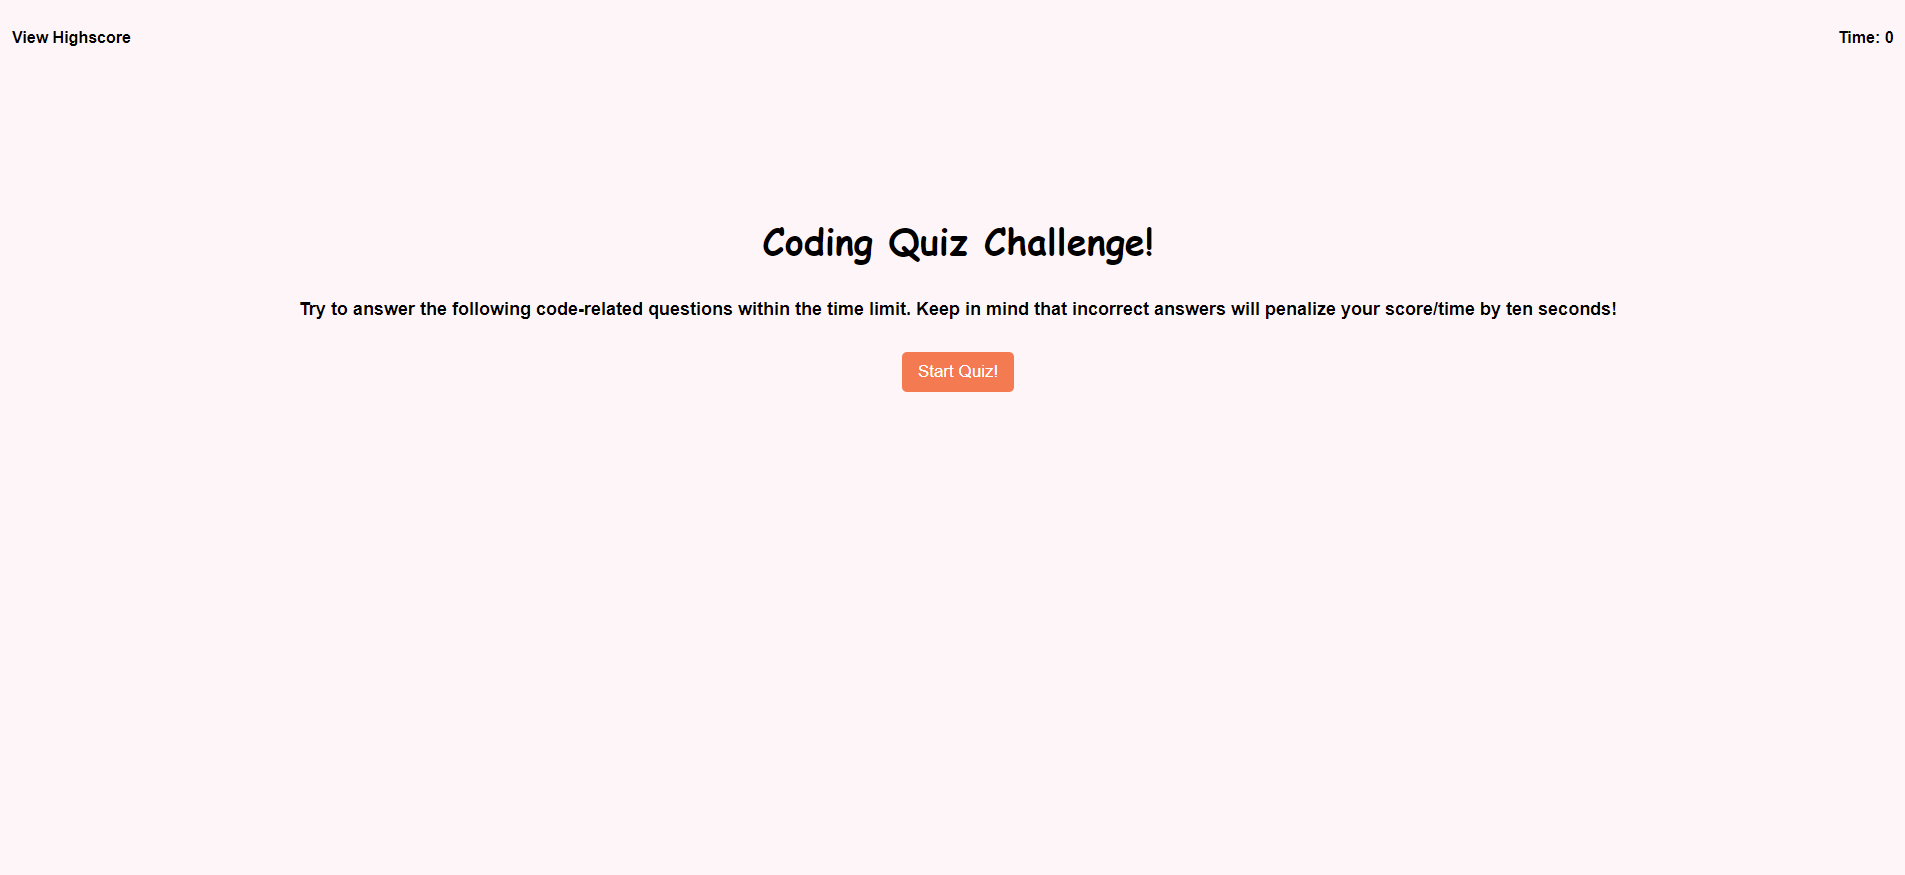 View Highscore
Time: 0
Coding Quiz Challenge!
Try to answer the following code-related questions within the time limit. Keep in mind that incorrect answers will penalize your score/time by ten seconds!
Start Quiz!